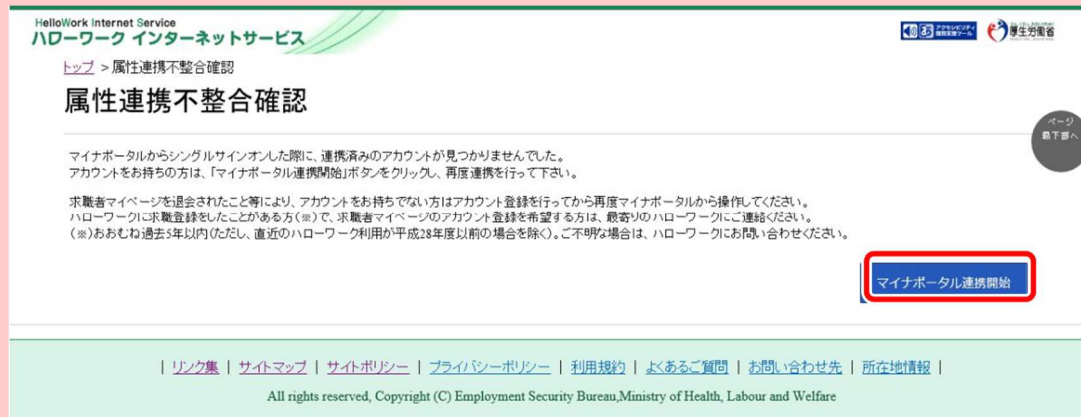 HelloWork Internet Service
ハローワーク インターネットサービス
アクセシビリティ
閲覧支援ツール
厚生労働省
トップ >属性連携不整合確認
属性連携不整合確認
ページ
最下部へ
マイナポータルからシングルサインオンした際に、連携済みのアカウントが見つかりませんでした。
アカウントをお持ちの方は、「マイナポータル連携開始」ボタンをクリックし、再度連携を行って下さい。
求職者マイページを退会されたこと等により、アカウントをお持ちでない方はアカウント登録を行ってから再度マイナポータルから操作してください。
ハローワークに求職登録をしたことがある方(※)で、求職者マイページのアカウント登録を希望する方は、最寄りのハローワークにご連絡ください。
(※)おおむね過去5年以内(ただし、直近のハローワーク利用が平成28年度以前の場合を除く)。ご不明な場合は、ハローワークにお問い合わせください。
マイナポータル連携開始
| リンク集 | サイトマップ | サイトポリシー | プライバシーポリシー | 利用規約 | よくあるご質問 | お問い合わせ先 | 所在地情報 |
All rights reserved, Copyright (C) Employment Security Bureau,Ministry of Health, Labour and Welfare